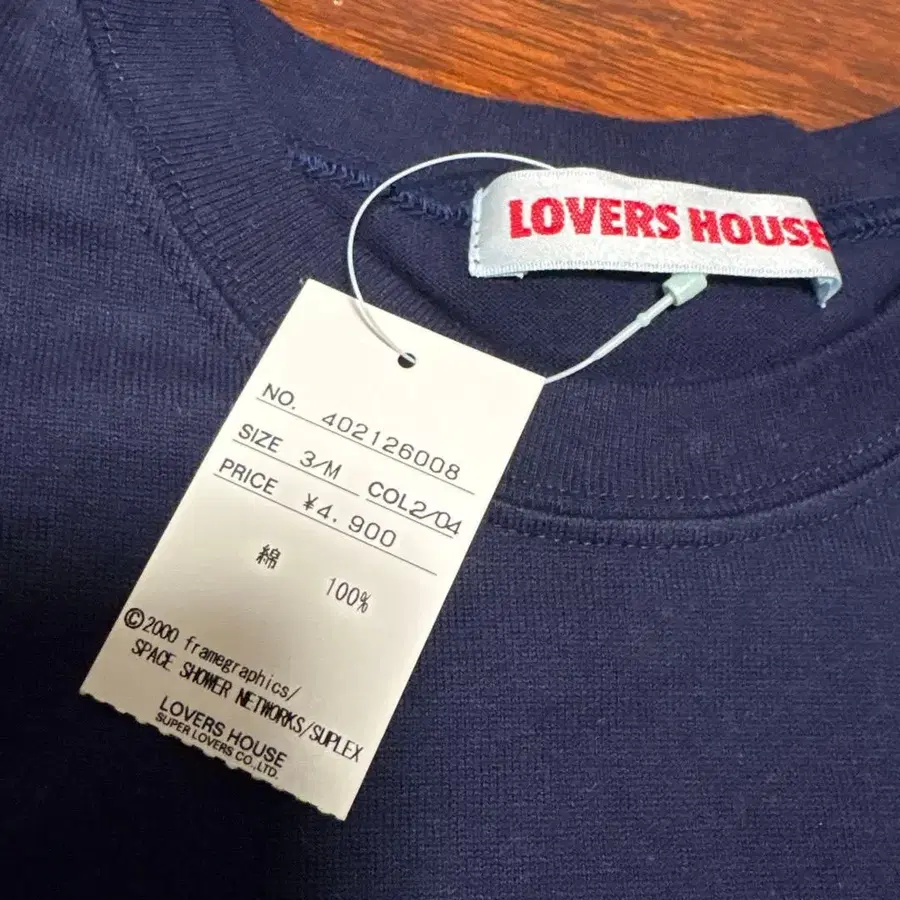 LOVERS HOUSE
NO. 402126008
SIZE 3/M COL2/04
PRICE ¥4,900
綿 100%
©2000 framegraphics/
SPACE SHOWER NETWORKS/SUPLEX
LOVERS HOUSE
SUPER LOVERS CO.,LTD.